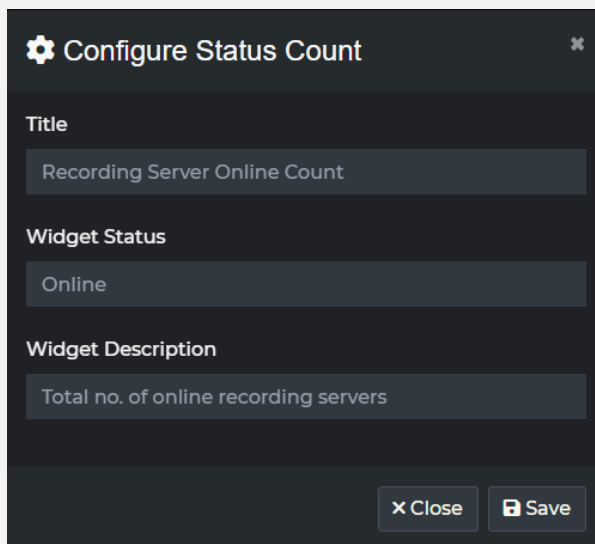 Configure Status Count
Title
Recording Server Online Count
Widget Status
Online
Widget Description
Total no. of online recording servers
Close Save